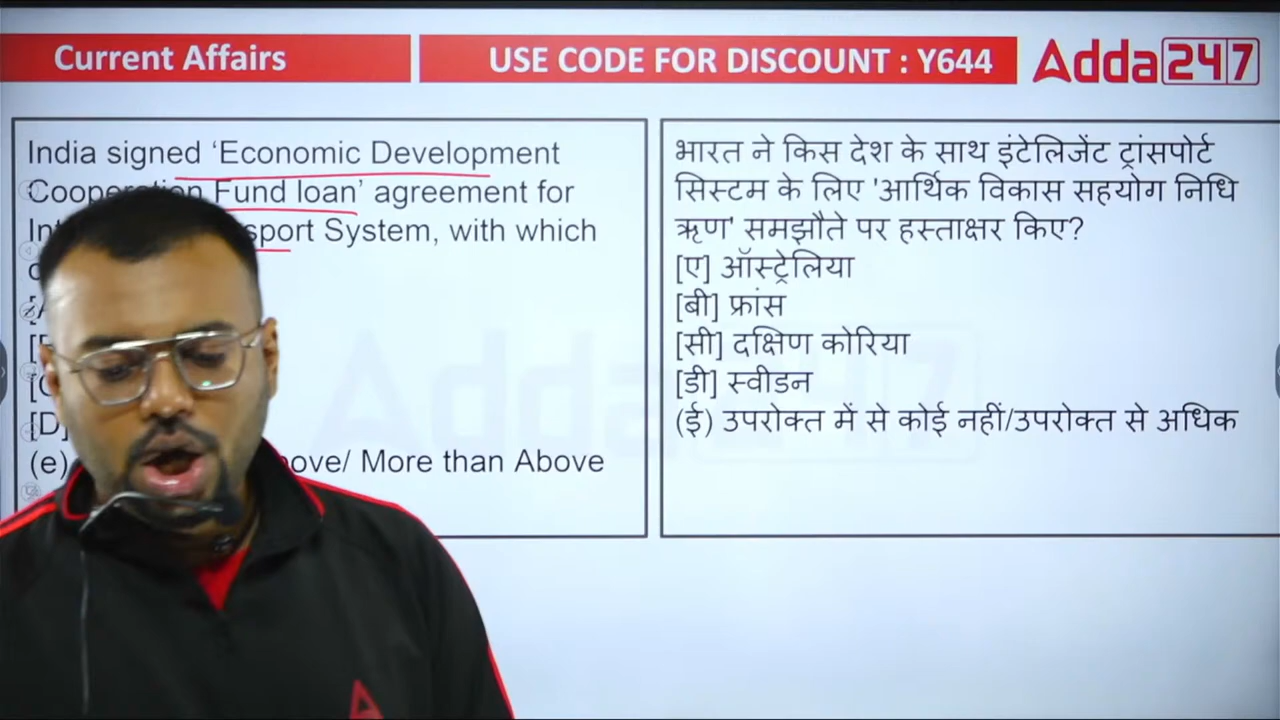 Current Affairs
USE CODE FOR DISCOUNT : Y644
Adda247
India signed ‘Economic Development
Fund loan’ agreement for
System, with which
[D]
(e) / More than Above
भारत ने किस देश के साथ इंटेलिजेंट ट्रांसपोर्ट
सिस्टम के लिए 'आर्थिक विकास सहयोग निधि
ऋण' समझौते पर हस्ताक्षर किए?
[ए] ऑस्ट्रेलिया
[बी] फ्रांस
[सी] दक्षिण कोरिया
[डी] स्वीडन
(ई) उपरोक्त में से कोई नहीं/उपरोक्त से अधिक